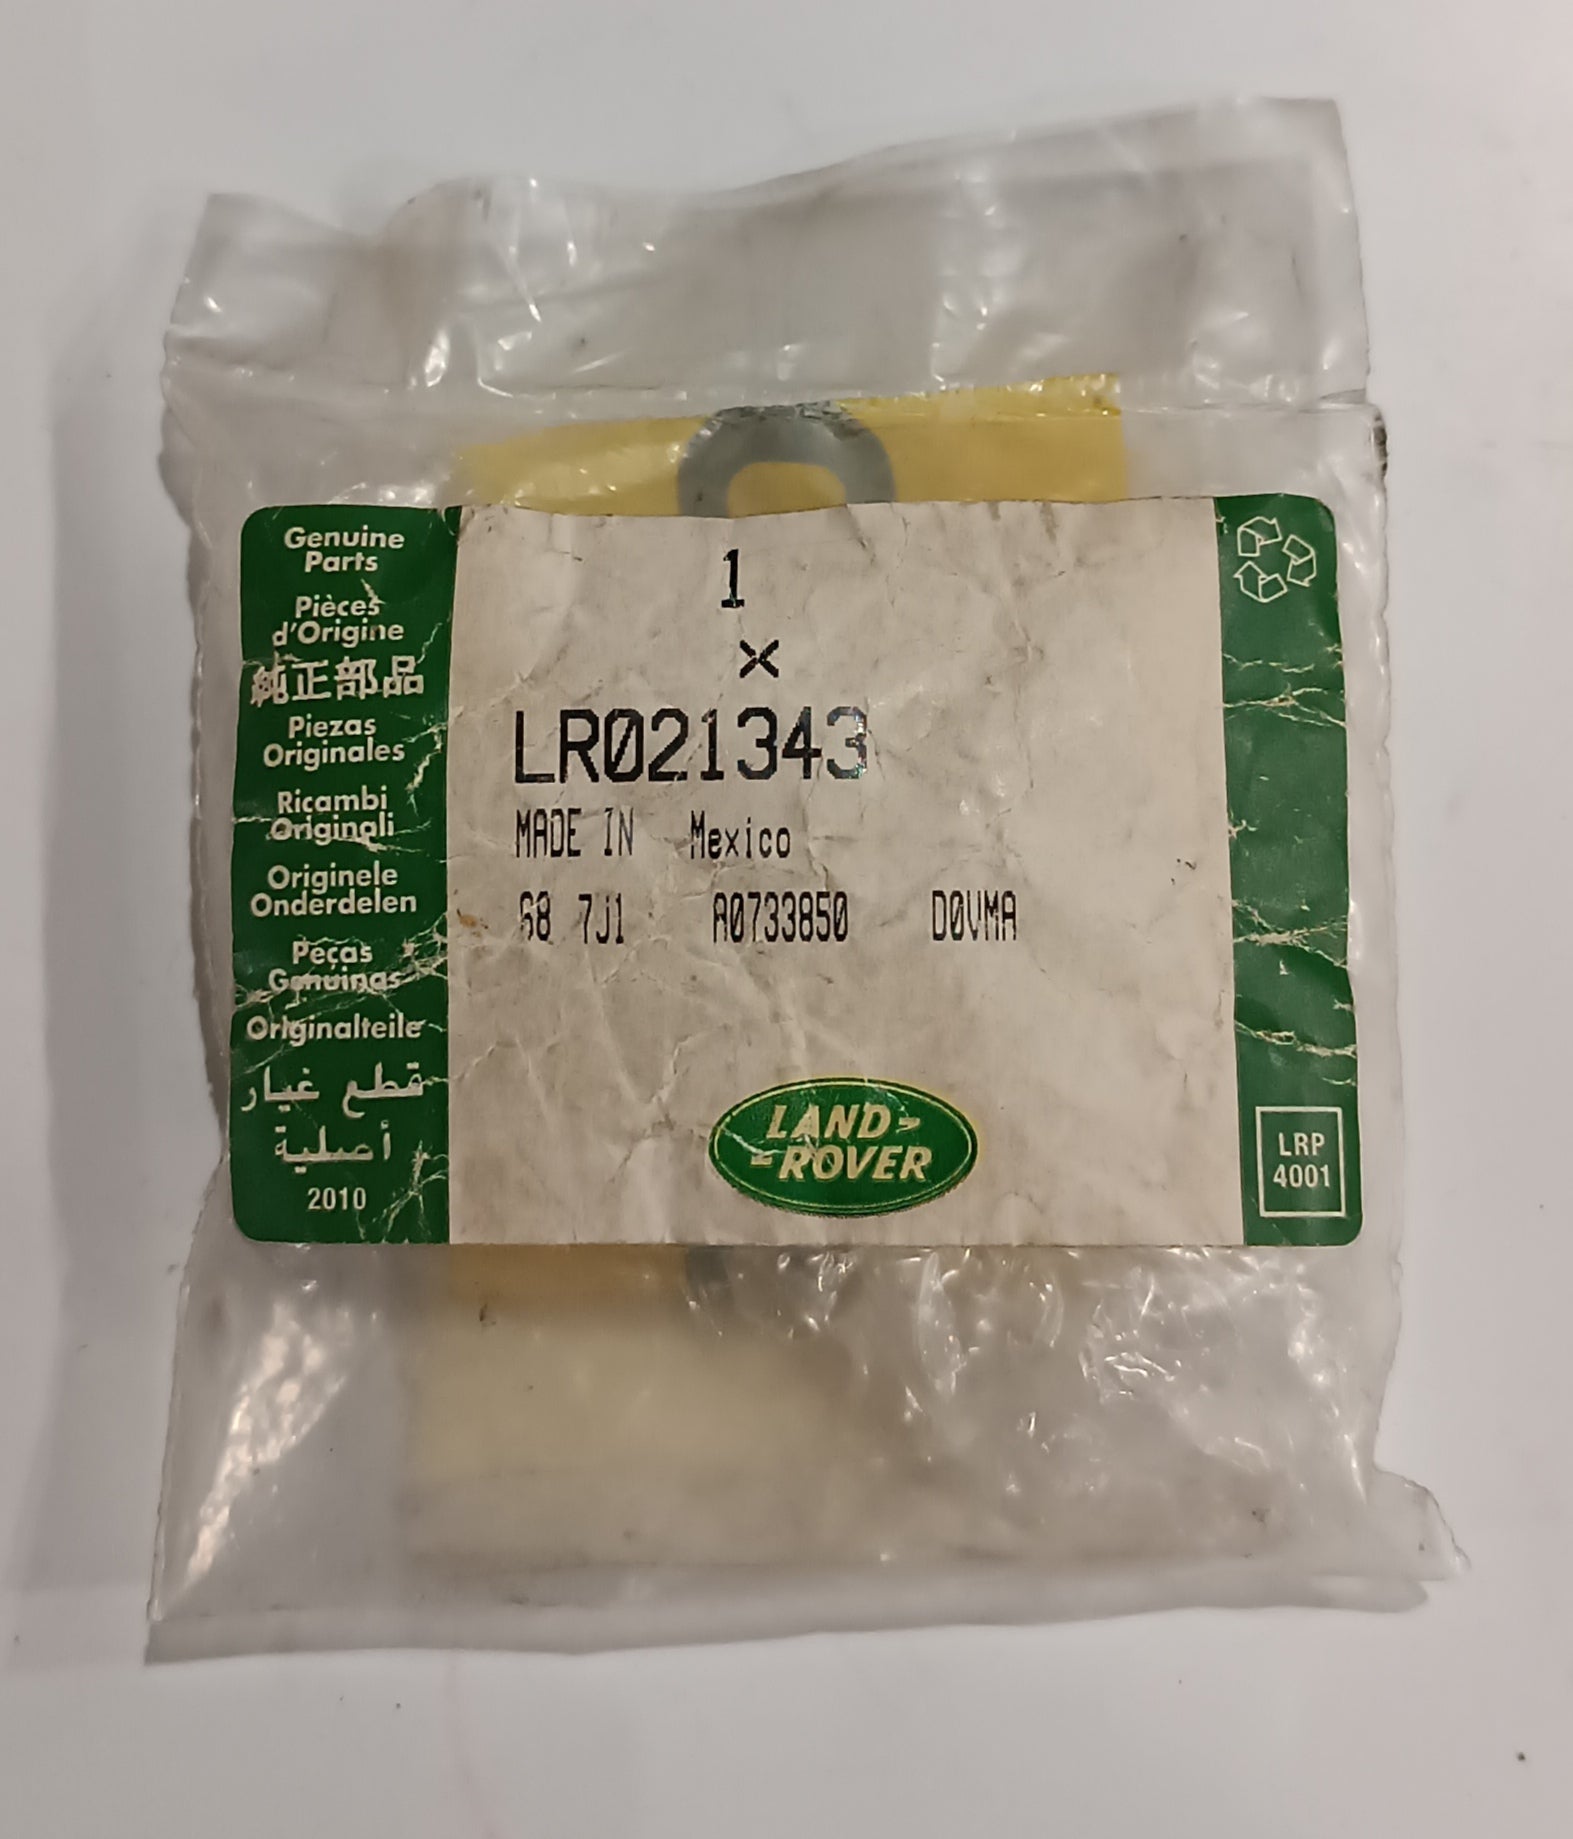 Genuine
Parts
Pièces
d'Origine
純正部品
Piezas
Originales
Ricambi
Originali
Originele
Onderdelen
Peças
Genuinas
Originalteile
قطع غيار
أصلية
2010
1
×
LR021343
MADE IN Mexico
G8 7J1 A0733850 D0VMA
LAND-
-ROVER
LRP
4001